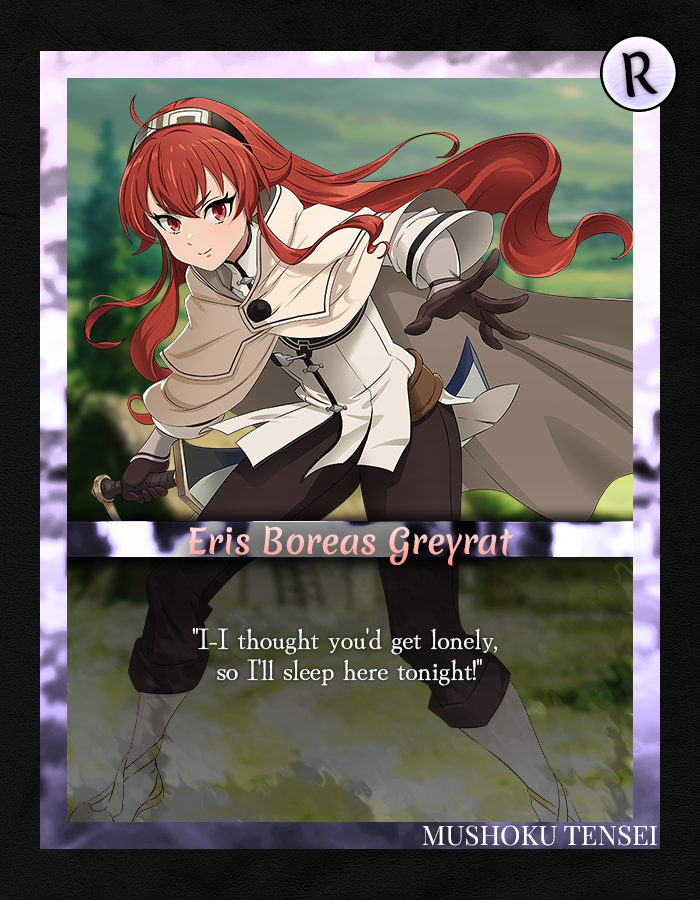 R
Eris Boreas Greyrat
"I-I thought you'd get lonely,
so I'll sleep here tonight!"
MUSHOKU TENSEI